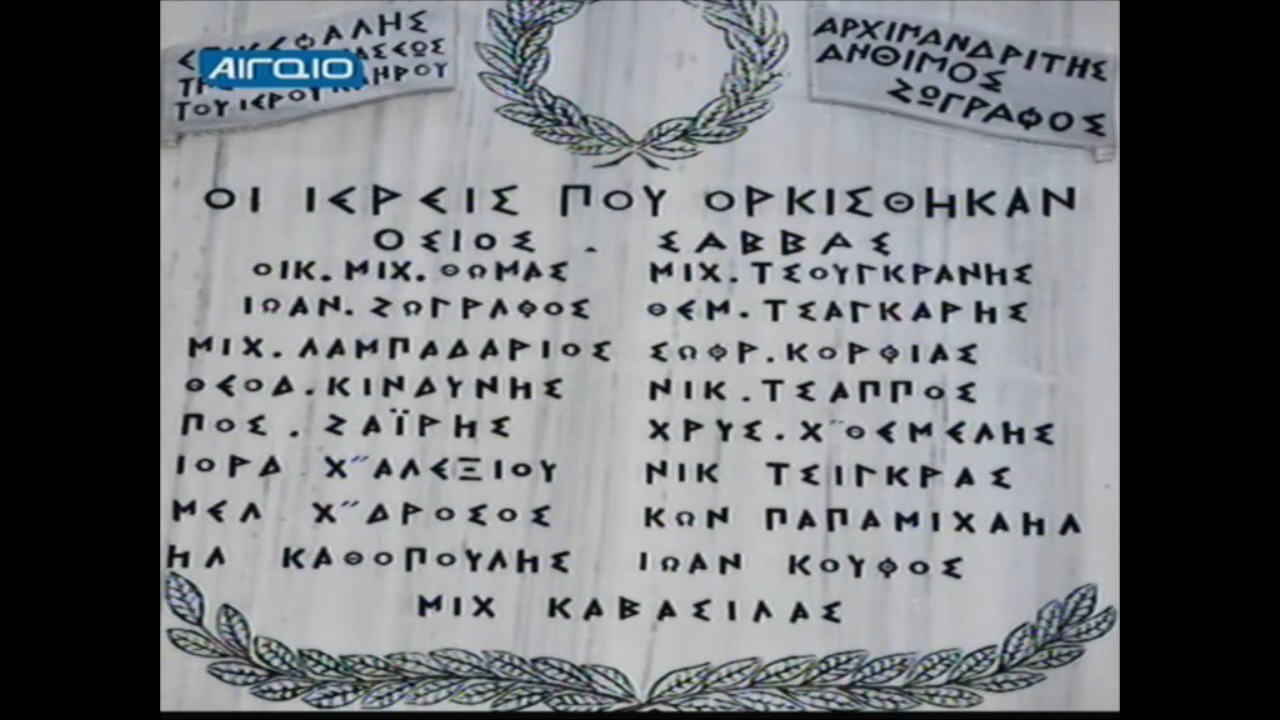 ΑΙΓΑΙΟ
ΤΟΥ ΙΕΡΟΥ ΚΛΗΡΟΥ
ΑΡΧΙΜΑΝΔΡΙΤΗΣ
ΑΝΘΙΜΟΣ
ΖΩΓΡΑΦΟΣ
ΟΙ ΙΕΡΕΙΣ ΠΟΥ ΟΡΚΙΣΘΗΚΑΝ
ΟΣΙΟΣ . ΣΑΒΒΑΣ
ΟΙΚ. ΜΙΧ. ΘΩΜΑΣ ΜΙΧ. ΤΣΟΥΓΚΡΑΝΗΣ
ΙΩΑΝ. ΖΩΓΡΑΦΟΣ ΘΕΜ. ΤΣΑΓΚΑΡΗΣ
ΜΙΧ. ΛΑΜΠΑΔΑΡΙΟΣ ΣΩΦΡ. ΚΟΡΦΙΑΣ
ΘΕΟΔ. ΚΙΝΔΥΝΗΣ ΝΙΚ. ΤΣΑΠΠΟΣ
ΠΟΣ. ΖΑΪΡΗΣ ΧΡΥΣ. Χ¨ΘΕΜΕΛΗΣ
ΙΟΡΔ Χ¨ΑΛΕΞΙΟΥ ΝΙΚ ΤΣΙΓΚΡΑΣ
ΜΕΛ Χ¨ΔΡΟΣΟΣ ΚΩΝ ΠΑΠΑΜΙΧΑΗΛ
ΗΛ ΚΑΘΟΠΟΥΛΗΣ ΙΩΑΝ ΚΟΥΦΟΣ
ΜΙΧ ΚΑΒΑΣΙΛΑΣ